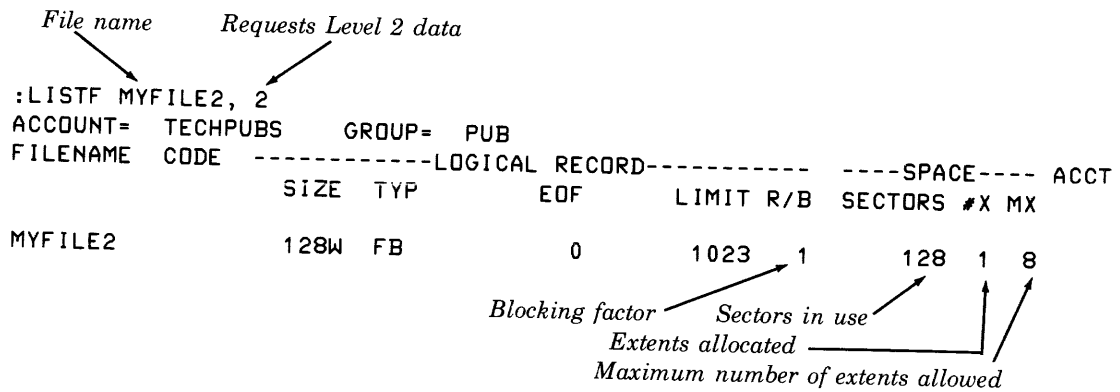 File name Requests Level 2 data
:LISTF MYFILE2, 2
ACCOUNT= TECHPUBS GROUP= PUB
FILENAME CODE ------------LOGICAL RECORD----------- ----SPACE---- ACCT
SIZE TYP EOF LIMIT R/B SECTORS #X MX
MYFILE2 128W FB 0 1023 1 128 1 8
Blocking factor Sectors in use
Extents allocated
Maximum number of extents allowed